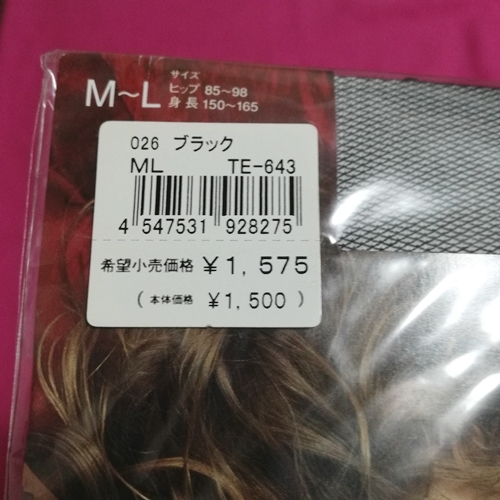 M〜L
サイズ
ヒップ 85〜98
身長 150〜165
026 ブラック
ML TE-643
4 547531 928275
希望小売価格 ¥1,575
(本体価格 ¥1,500)